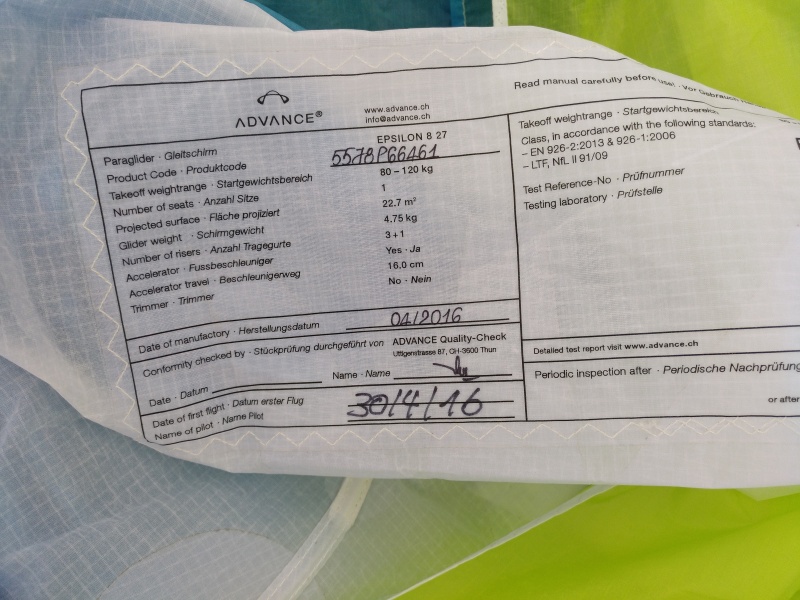 ADVANCE®
www.advance.ch
info@advance.ch
Paraglider · Gleitschirm EPSILON 8 27
Product Code · Produktcode 5578P66461
Takeoff weightrange · Startgewichtsbereich 80 – 120 kg
Number of seats · Anzahl Sitze 1
Projected surface · Fläche projiziert 22.7 m²
Glider weight · Schirmgewicht 4.75 kg
Number of risers · Anzahl Tragegurte 3+1
Accelerator · Fussbeschleuniger Yes · Ja
Accelerator travel · Beschleunigerweg 16.0 cm
Trimmer · Trimmer No · Nein
Date of manufactory · Herstellungsdatum 04/2016
Conformity checked by · Stückprüfung durchgeführt von ADVANCE Quality-Check
Uttigenstrasse 87, CH-3600 Thun
Date · Datum Name · Name
Date of first flight · Datum erster Flug 30/4/16
Name of pilot · Name Pilot
Read manual carefully before use! · Vor Gebrauch
Takeoff weightrange · Startgewichtsbereich
Class, in accordance with the following standards:
– EN 926-2:2013 & 926-1:2006
– LTF, NfL II 91/09
Test Reference-No · Prüfnummer
Testing laboratory · Prüfstelle
Detailed test report visit www.advance.ch
Periodic inspection after · Periodische Nachprüfung
or after